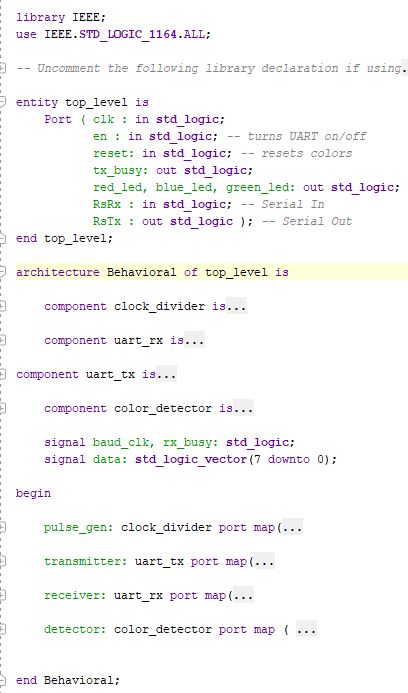 library IEEE;
use IEEE.STD_LOGIC_1164.ALL;
-- Uncomment the following library declaration if using.
entity top_level is
Port ( clk : in std_logic;
en : in std_logic; -- turns UART on/off
reset: in std_logic; -- resets colors
tx_busy: out std_logic;
red_led, blue_led, green_led: out std_logic;
RsRx : in std_logic; -- Serial In
RsTx : out std_logic ); -- Serial Out
end top_level;
architecture Behavioral of top_level is
component clock_divider is...
component uart_rx is...
component uart_tx is...
component color_detector is...
signal baud_clk, rx_busy: std_logic;
signal data: std_logic_vector(7 downto 0);
begin
pulse_gen: clock_divider port map(...
transmitter: uart_tx port map(...
receiver: uart_rx port map(...
detector: color_detector port map ( ...
end Behavioral;